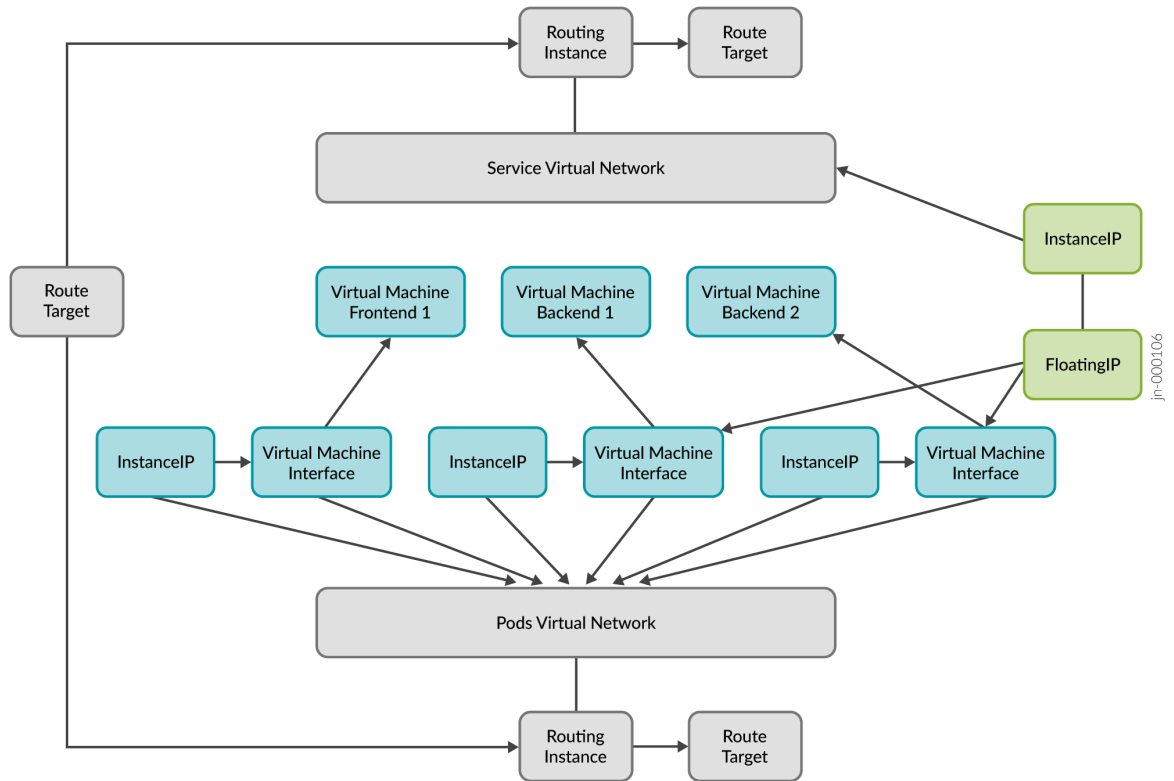 Routing
Instance
Route
Target
Service Virtual Network
InstanceIP
Route
Target
Virtual Machine
Frontend 1
Virtual Machine
Backend 1
Virtual Machine
Backend 2
FloatingIP
jn-000106
InstanceIP
Virtual Machine
Interface
InstanceIP
Virtual Machine
Interface
InstanceIP
Virtual Machine
Interface
Pods Virtual Network
Routing
Instance
Route
Target